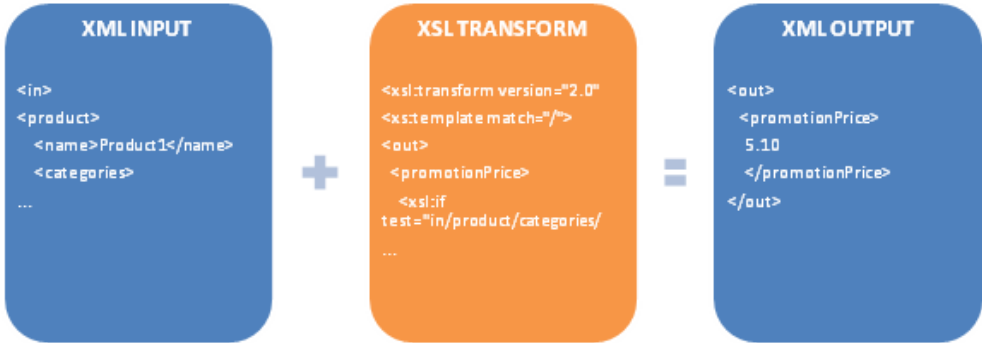 XML INPUT
<in>
<product>
<name>Product1</name>
<categories>
...
+
XSL TRANSFORM
<xsl:transform version="2.0"
<xs:template match="/">
<out>
<promotionPrice>
<xsl:if
test="in/product/categories/
...
=
XML OUTPUT
<out>
<promotionPrice>
5.10
</promotionPrice>
</out>